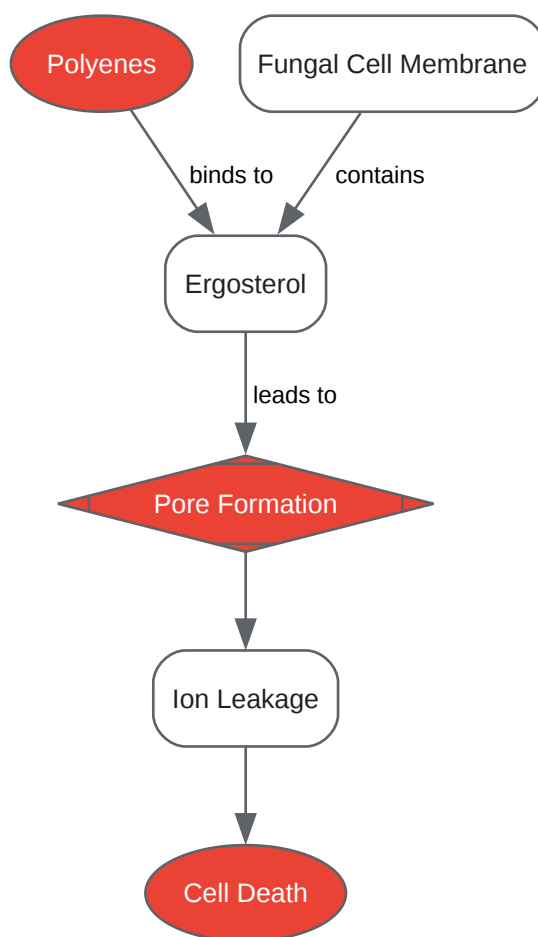 Polyenes
Fungal Cell Membrane
binds to
contains
Ergosterol
leads to
Pore Formation
Ion Leakage
Cell Death